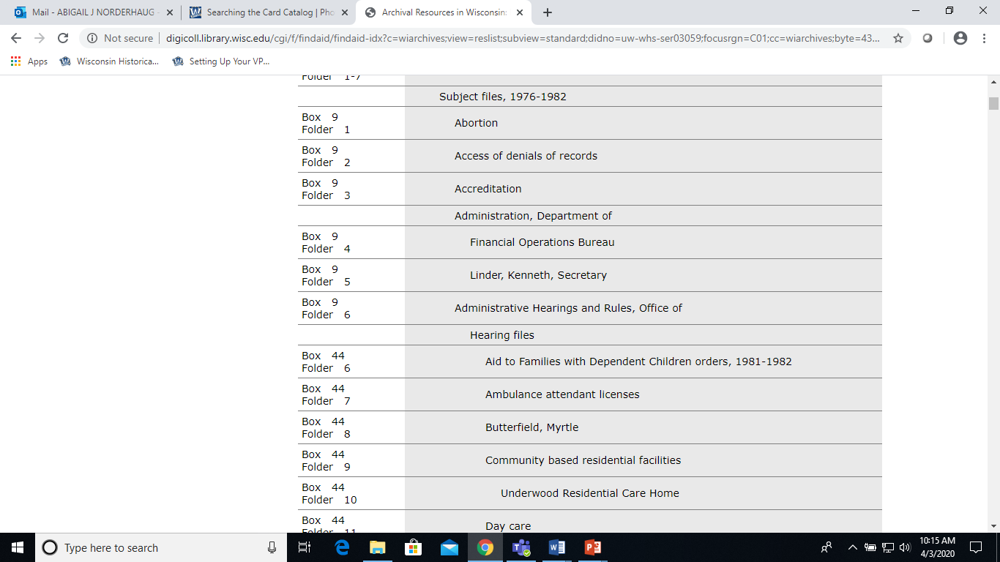 Mail - ABIGAIL J NORDERHAUG -
Searching the Card Catalog | Pho
Archival Resources in Wisconsin:
Not secure
digicoll.library.wisc.edu/cgi/f/findaid/findaid-idx?c=wiarchives;view=reslist;subview=standard;didno=uw-whs-ser03059;focusrgn=C01;cc=wiarchives;byte=43...
Apps
Wisconsin Historica...
Setting Up Your VP...
Folder 1-7
Subject files, 1976-1982
Box 9
Folder 1
Abortion
Box 9
Folder 2
Access of denials of records
Box 9
Folder 3
Accreditation
Administration, Department of
Box 9
Folder 4
Financial Operations Bureau
Box 9
Folder 5
Linder, Kenneth, Secretary
Box 9
Folder 6
Administrative Hearings and Rules, Office of
Hearing files
Box 44
Folder 6
Aid to Families with Dependent Children orders, 1981-1982
Box 44
Folder 7
Ambulance attendant licenses
Box 44
Folder 8
Butterfield, Myrtle
Box 44
Folder 9
Community based residential facilities
Box 44
Folder 10
Underwood Residential Care Home
Box 44
Folder 11
Day care
Type here to search
10:15 AM
4/3/2020